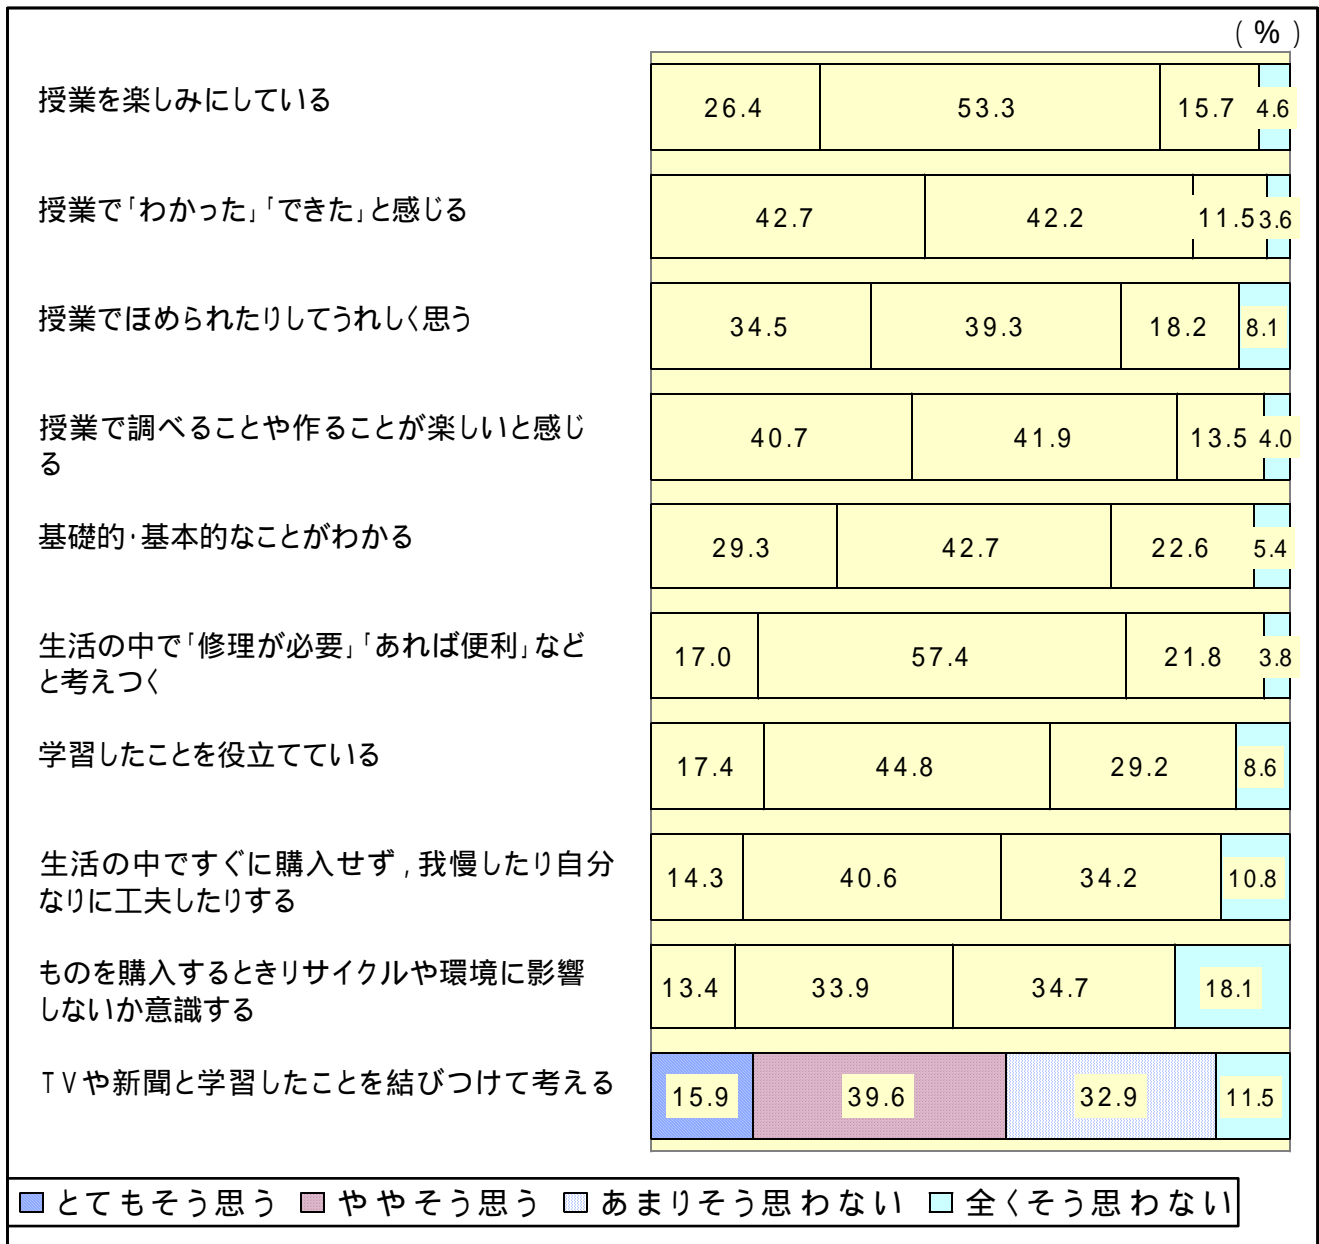 (%)
授業を楽しみにしている
26.4 53.3 15.7 4.6
授業で「わかった」「できた」と感じる
42.7 42.2 11.5 3.6
授業でほめられたりしてうれしく思う
34.5 39.3 18.2 8.1
授業で調べることや作ることが楽しいと感じ
る
40.7 41.9 13.5 4.0
基礎的・基本的なことがわかる
29.3 42.7 22.6 5.4
生活の中で「修理が必要」「あれば便利」など
と考えつく
17.0 57.4 21.8 3.8
学習したことを役立てている
17.4 44.8 29.2 8.6
生活の中ですぐに購入せず,我慢したり自分
なりに工夫したりする
14.3 40.6 34.2 10.8
ものを購入するときリサイクルや環境に影響
しないか意識する
13.4 33.9 34.7 18.1
TVや新聞と学習したことを結びつけて考える
15.9 39.6 32.9 11.5
とてもそう思う ややそう思う あまりそう思わない 全くそう思わない